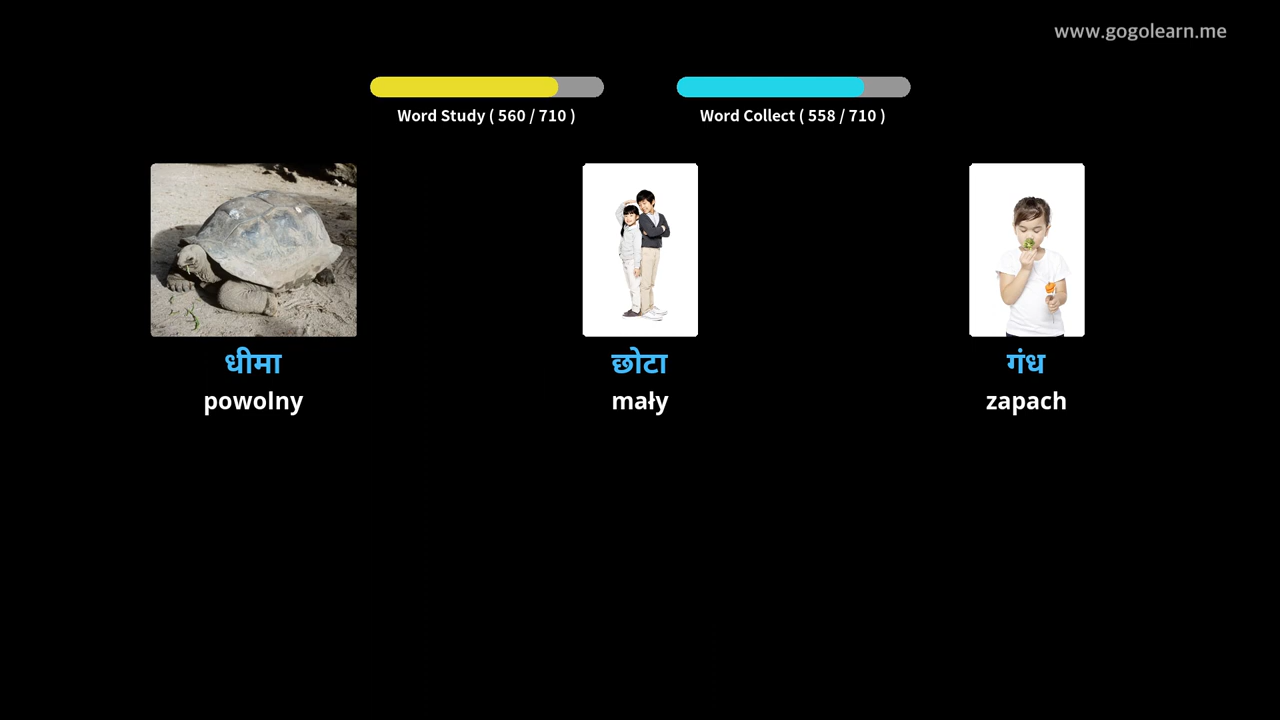 www.gogolearn.me
Word Study ( 560 / 710 )
Word Collect ( 558 / 710 )
धीमा
छोटा
गंध
powolny
mały
zapach